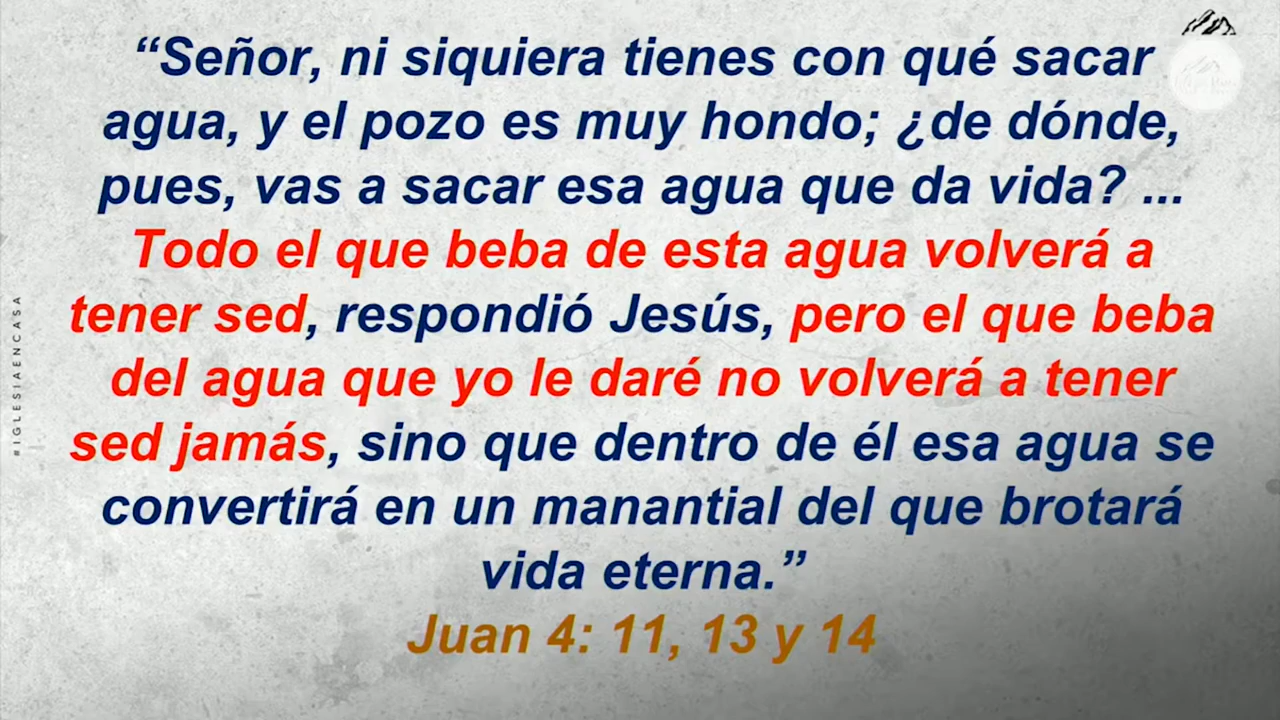 “Señor, ni siquiera tienes con qué sacar
agua, y el pozo es muy hondo; ¿de dónde,
pues, vas a sacar esa agua que da vida? ...
Todo el que beba de esta agua volverá a
tener sed, respondió Jesús, pero el que beba
del agua que yo le daré no volverá a tener
sed jamás, sino que dentro de él esa agua se
convertirá en un manantial del que brotará
vida eterna.”
Juan 4: 11, 13 y 14
#IGLESIAENCASA